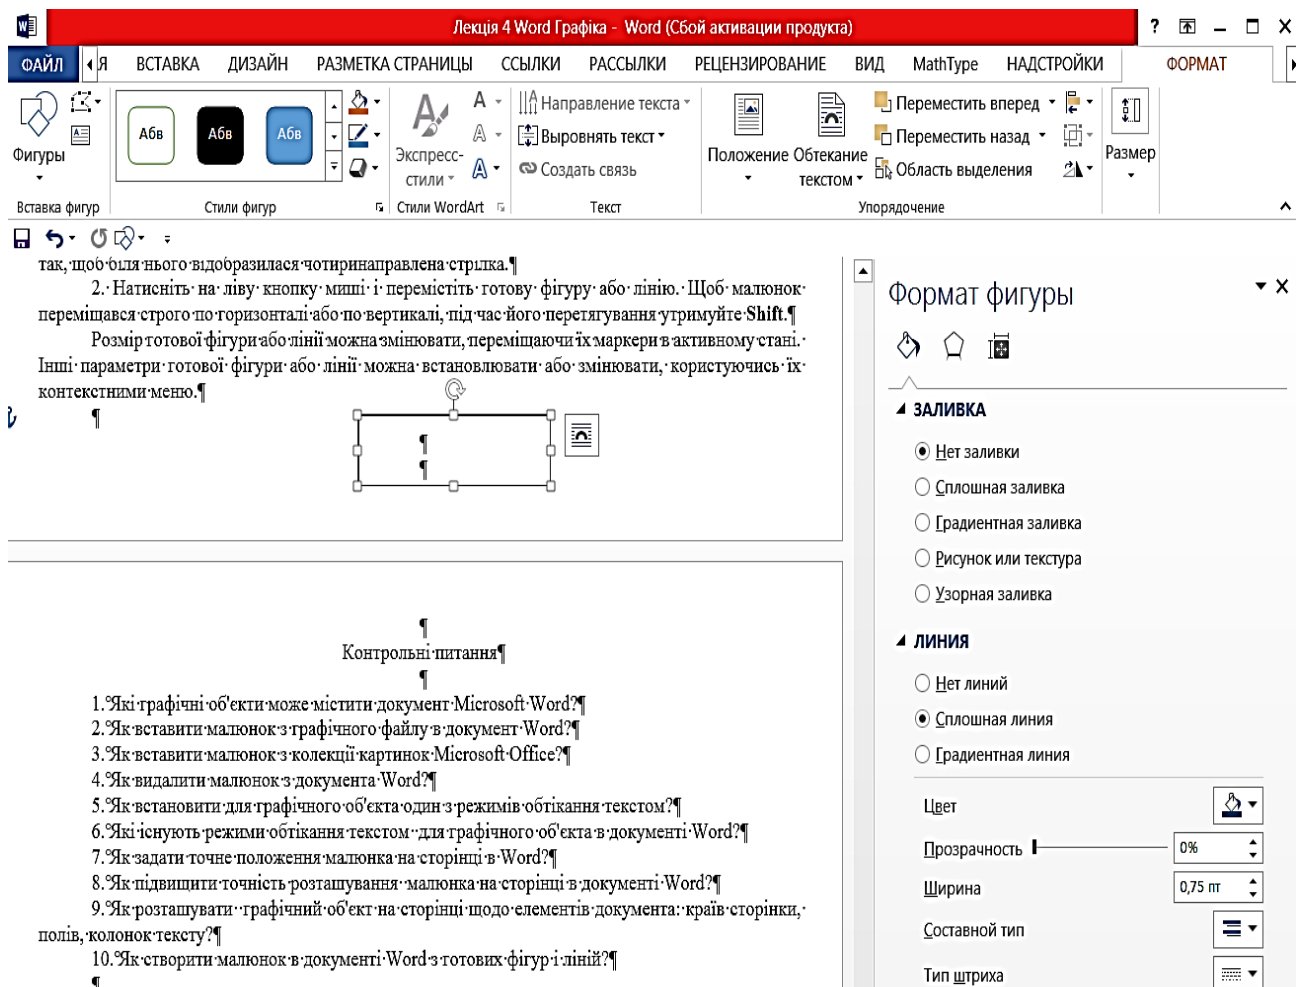 Лекція 4 Word Графіка - Word (Сбой активации продукта)
?
ФАЙЛ Я ВСТАВКА ДИЗАЙН РАЗМЕТКА СТРАНИЦЫ ССЫЛКИ РАССЫЛКИ РЕЦЕНЗИРОВАНИЕ ВИД MathType НАДСТРОЙКИ ФОРМАТ
Фигуры
Абв Абв Абв
Экспресс-стили
Направление текста
Выровнять текст
Создать связь
Положение
Обтекание текстом
Переместить вперед
Переместить назад
Область выделения
Размер
Вставка фигур Стили фигур Стили WordArt Текст Упорядочение
так, щоб біля нього відобразилася чотиринаправлена стрілка.¶
2. Натисніть на ліву кнопку миші і перемістіть готову фігуру або лінію. Щоб малюнок
переміщався строго по горизонталі або по вертикалі, під час його перетягування утримуйте Shift.¶
Розмір готової фігури або лінії можна змінювати, переміщаючи їх маркери в активному стані.
Інші параметри готової фігури або лінії можна встановлювати або змінювати, користуючись їх
контекстними меню.¶
¶
¶
¶
¶
Контрольні питання¶
¶
1. Які графічні об'єкти може містити документ Microsoft Word?¶
2. Як вставити малюнок з графічного файлу в документ Word?¶
3. Як вставити малюнок з колекції картинок Microsoft Office?¶
4. Як видалити малюнок з документа Word?¶
5. Як встановити для графічного об'єкта один з режимів обтікання текстом?¶
6. Які існують режими обтікання текстом для графічного об'єкта в документі Word?¶
7. Як задати точне положення малюнка на сторінці в Word?¶
8. Як підвищити точність розташування малюнка на сторінці в документі Word?¶
9. Як розташувати графічний об'єкт на сторінці щодо елементів документа: країв сторінки,
полів, колонок тексту?¶
10. Як створити малюнок в документі Word з готових фігур і ліній?¶
¶
Формат фигуры
ЗАЛИВКА
Нет заливки
Сплошная заливка
Градиентная заливка
Рисунок или текстура
Узорная заливка
ЛИНИЯ
Нет линий
Сплошная линия
Градиентная линия
Цвет
Прозрачность 0%
Ширина 0,75 пт
Составной тип
Тип штриха